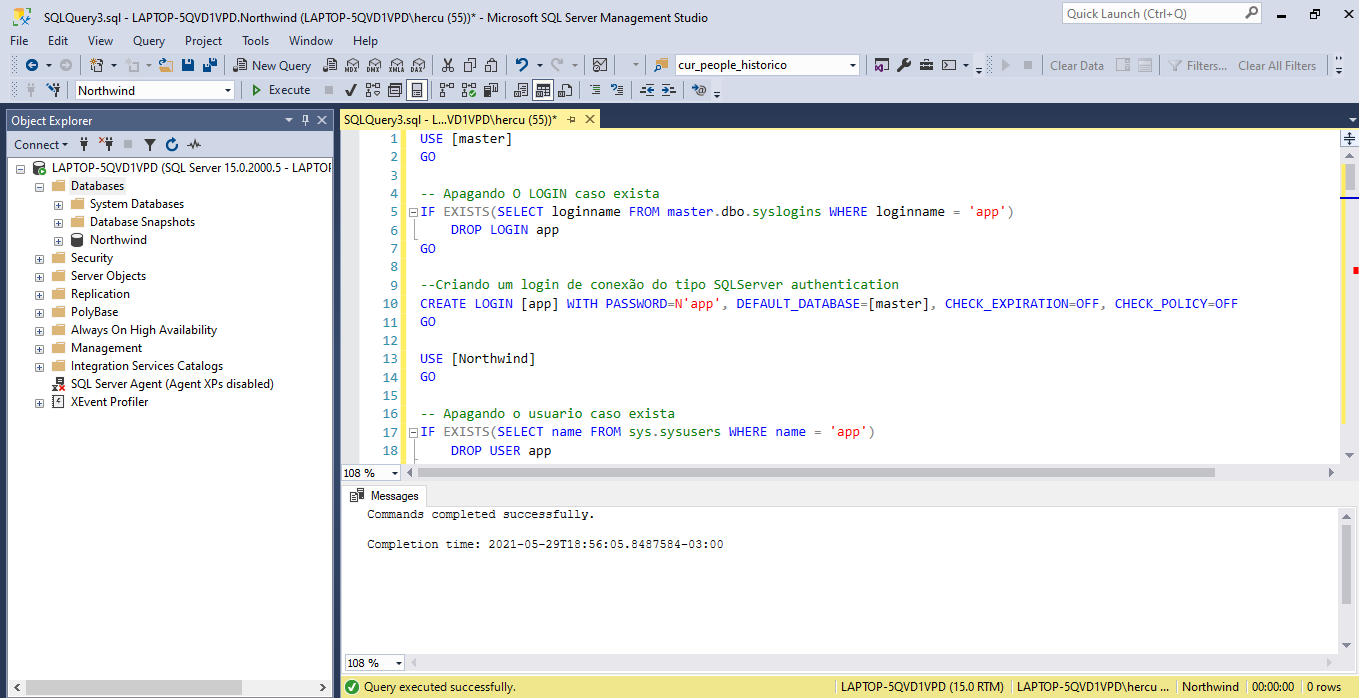 SQLQuery3.sql - LAPTOP-5QVD1VPD.Northwind (LAPTOP-5QVD1VPD\hercu (55))* - Microsoft SQL Server Management Studio
Quick Launch (Ctrl+Q)
File Edit View Query Project Tools Window Help
New Query MDX DMX XMLA DAX cur_people_historico Clear Data Filters... Clear All Filters
Northwind Execute
Object Explorer
Connect
LAPTOP-5QVD1VPD (SQL Server 15.0.2000.5 - LAPTOP
Databases
System Databases
Database Snapshots
Northwind
Security
Server Objects
Replication
PolyBase
Always On High Availability
Management
Integration Services Catalogs
SQL Server Agent (Agent XPs disabled)
XEvent Profiler
SQLQuery3.sql - L...VD1VPD\hercu (55))*
1 USE [master]
2 GO
3
4 -- Apagando O LOGIN caso exista
5 IF EXISTS(SELECT loginname FROM master.dbo.syslogins WHERE loginname = 'app')
6 DROP LOGIN app
7 GO
8
9 --Criando um login de conexão do tipo SQLServer authentication
10 CREATE LOGIN [app] WITH PASSWORD=N'app', DEFAULT_DATABASE=[master], CHECK_EXPIRATION=OFF, CHECK_POLICY=OFF
11 GO
12
13 USE [Northwind]
14 GO
15
16 -- Apagando o usuario caso exista
17 IF EXISTS(SELECT name FROM sys.sysusers WHERE name = 'app')
18 DROP USER app
108 %
Messages
Commands completed successfully.
Completion time: 2021-05-29T18:56:05.8487584-03:00
108 %
Query executed successfully. LAPTOP-5QVD1VPD (15.0 RTM) LAPTOP-5QVD1VPD\hercu ... Northwind 00:00:00 0 rows